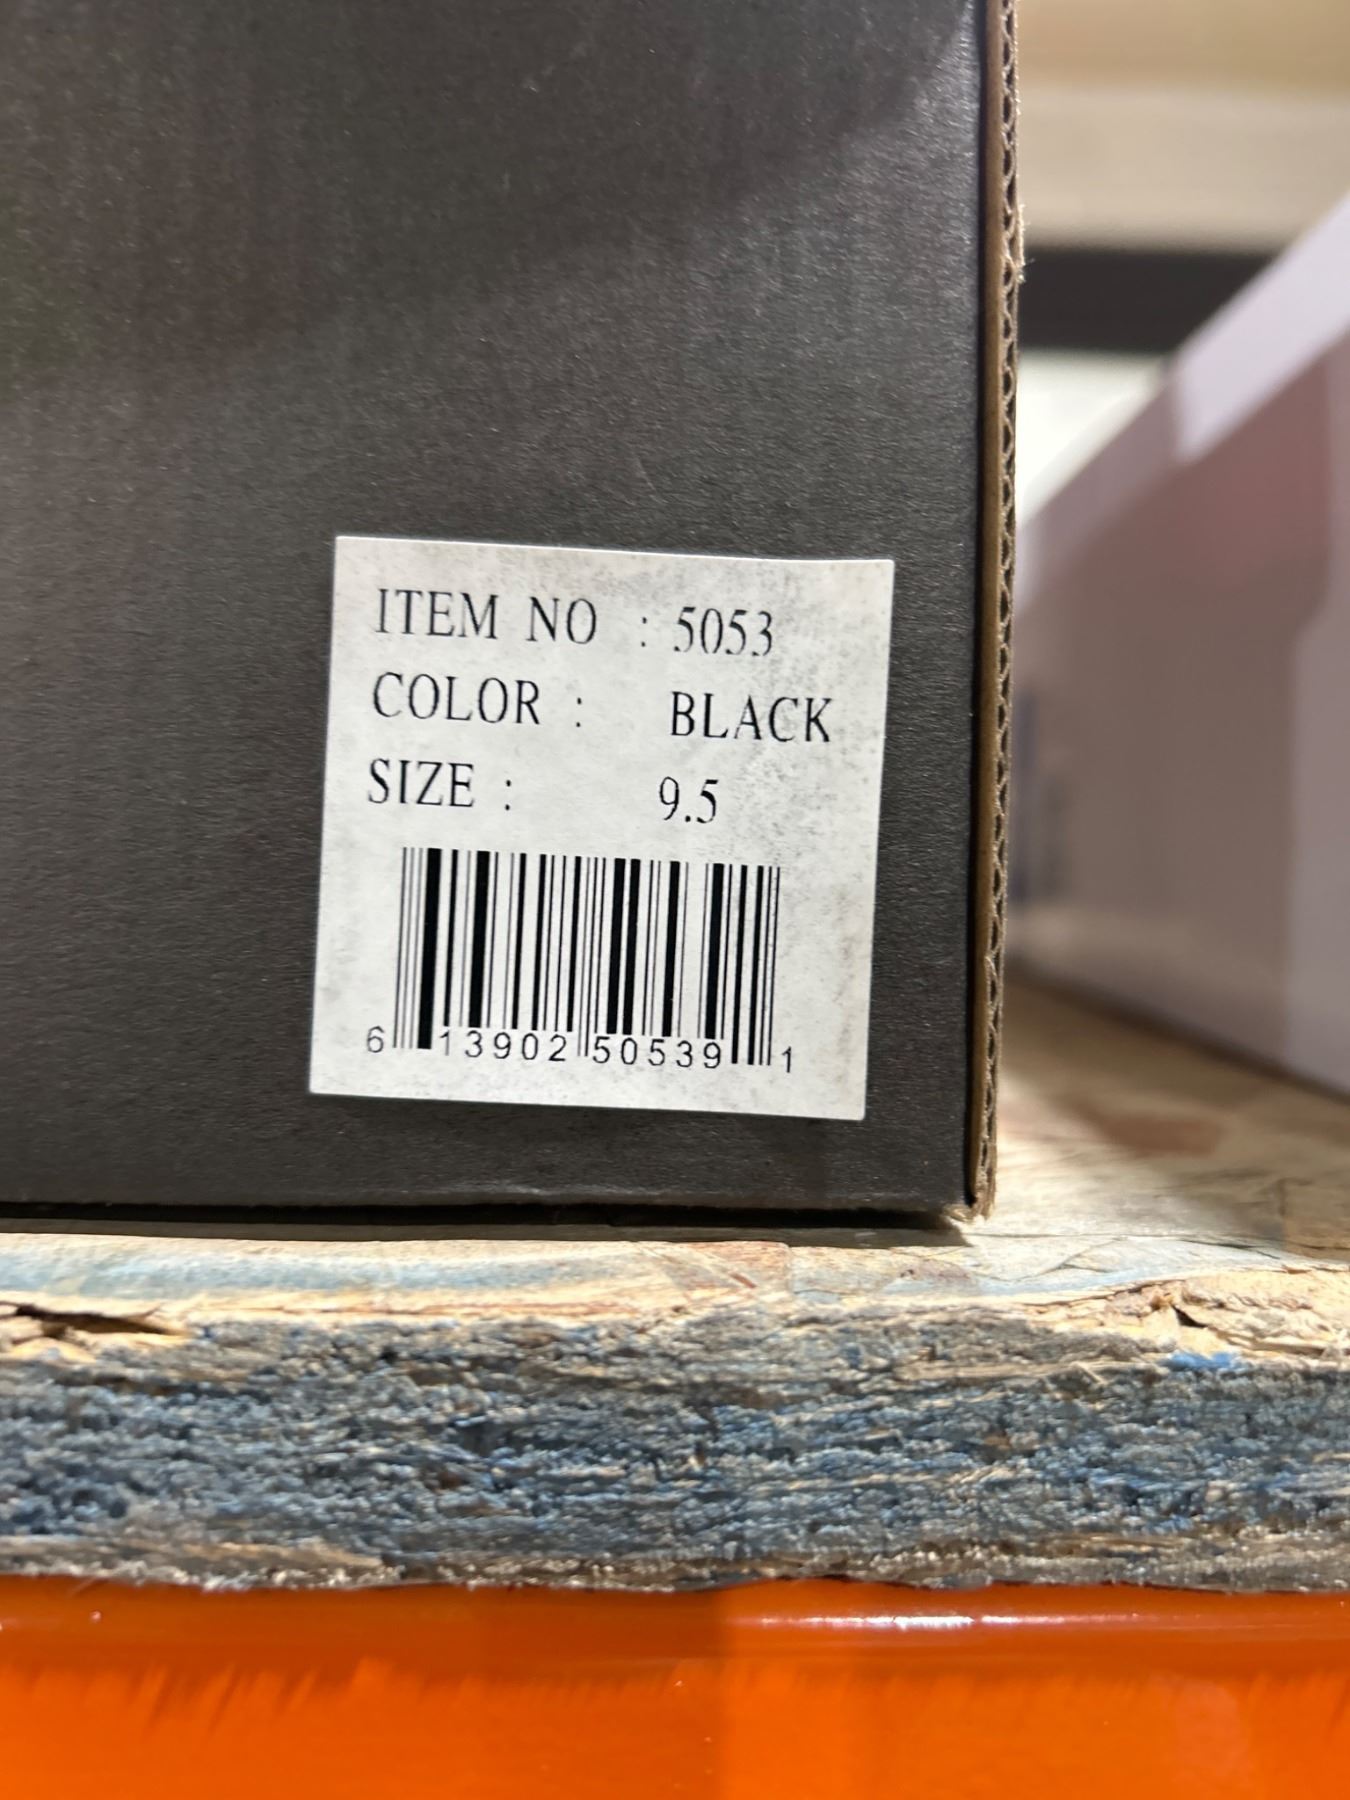 ITEM NO : 5053
COLOR : BLACK
SIZE : 9.5
6 13902 50539 1